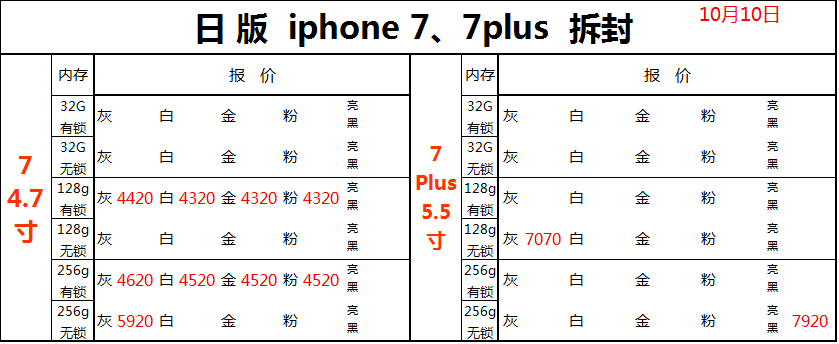 日 版 iphone 7、7plus 拆封 10月10日
内存 报 价 内存 报 价
7
4.7
寸
32G
有锁 灰 白 金 粉 亮黑
32G
无锁 灰 白 金 粉 亮黑
128g
有锁 灰 4420 白 4320 金 4320 粉 4320 亮黑
128g
无锁 灰 白 金 粉 亮黑
256g
有锁 灰 4620 白 4520 金 4520 粉 4520 亮黑
256g
无锁 灰 5920 白 金 粉 亮黑
7
Plus
5.5
寸
32G
有锁 灰 白 金 粉 亮黑
32G
无锁 灰 白 金 粉 亮黑
128g
有锁 灰 白 金 粉 亮黑
128g
无锁 灰 7070 白 金 粉 亮黑
256g
有锁 灰 白 金 粉 亮黑
256g
无锁 灰 白 金 粉 亮黑 7920